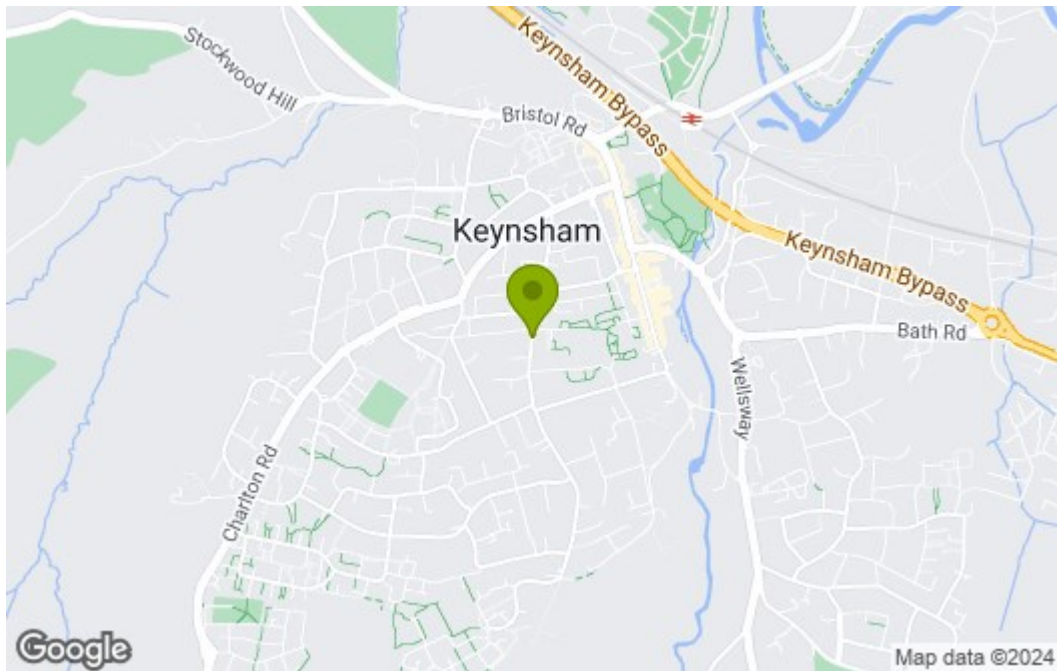 Stockwood Hill
Keynsham Bypass
Bristol Rd
Keynsham
Keynsham Bypass
Bath Rd
Wellsway
Charlton Rd
Google
Map data ©2024